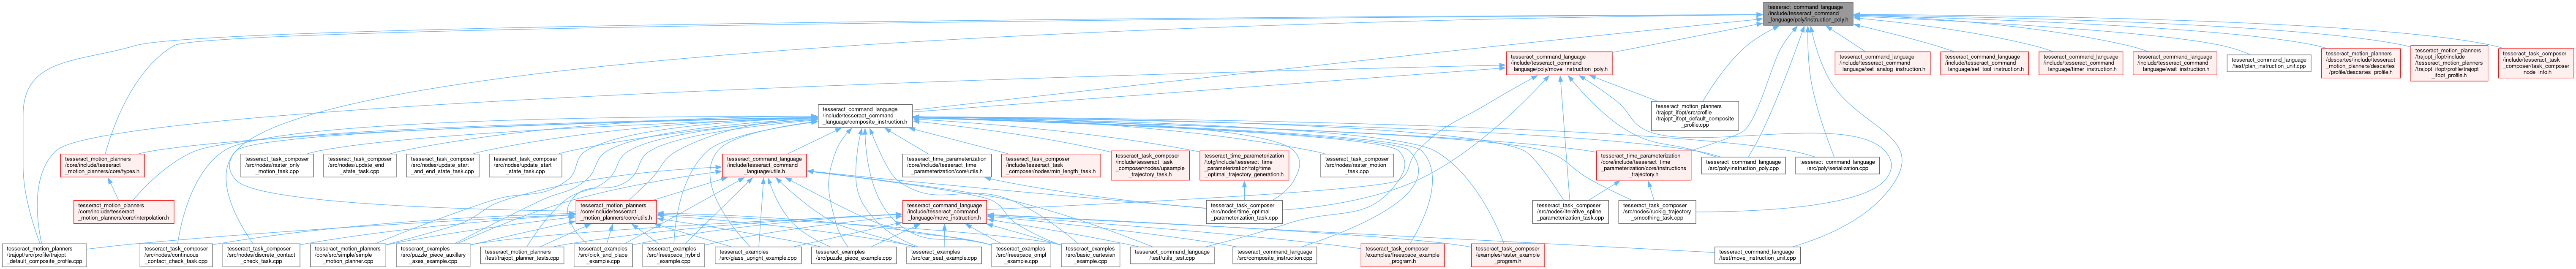 tesseract_command_language
/include/tesseract_command
_language/poly/instruction_poly.h
tesseract_command_language
/include/tesseract_command
_language/poly/move_instruction_poly.h
tesseract_command_language
/include/tesseract_command
_language/set_analog_instruction.h
tesseract_command_language
/include/tesseract_command
_language/set_tool_instruction.h
tesseract_command_language
/include/tesseract_command
_language/timer_instruction.h
tesseract_command_language
/include/tesseract_command
_language/wait_instruction.h
tesseract_command_language
/test/plan_instruction_unit.cpp
tesseract_motion_planners
/descartes/include/tesseract
_motion_planners/descartes
/profile/descartes_profile.h
tesseract_motion_planners
/trajopt_ifopt/include
/tesseract_motion_planners
/trajopt_ifopt/profile/trajopt
_ifopt_profile.h
tesseract_task_composer
/include/tesseract_task
_composer/task_composer
_node_info.h
tesseract_command_language
/include/tesseract_command
_language/composite_instruction.h
tesseract_motion_planners
/trajopt_ifopt/src/profile
/trajopt_ifopt_default_composite
_profile.cpp
tesseract_motion_planners
/core/include/tesseract
_motion_planners/core/types.h
tesseract_task_composer
/src/nodes/raster_only
_motion_task.cpp
tesseract_task_composer
/src/nodes/update_end
_state_task.cpp
tesseract_task_composer
/src/nodes/update_start
_and_end_state_task.cpp
tesseract_task_composer
/src/nodes/update_start
_state_task.cpp
tesseract_command_language
/include/tesseract_command
_language/utils.h
tesseract_time_parameterization
/core/include/tesseract_time
_parameterization/core/utils.h
tesseract_task_composer
/include/tesseract_task
_composer/nodes/min_length_task.h
tesseract_task_composer
/include/tesseract_task
_composer/nodes/example
_trajectory_task.h
tesseract_time_parameterization
/totg/include/tesseract_time
_parameterization/totg/time
_optimal_trajectory_generation.h
tesseract_task_composer
/src/nodes/raster_motion
_task.cpp
tesseract_time_parameterization
/core/include/tesseract_time
_parameterization/core/instructions
_trajectory.h
tesseract_command_language
/src/poly/instruction_poly.cpp
tesseract_command_language
/src/poly/serialization.cpp
tesseract_motion_planners
/core/include/tesseract
_motion_planners/core/interpolation.h
tesseract_motion_planners
/core/include/tesseract
_motion_planners/core/utils.h
tesseract_command_language
/include/tesseract_command
_language/move_instruction.h
tesseract_task_composer
/src/nodes/time_optimal
_parameterization_task.cpp
tesseract_task_composer
/src/nodes/iterative_spline
_parameterization_task.cpp
tesseract_task_composer
/src/nodes/ruckig_trajectory
_smoothing_task.cpp
tesseract_motion_planners
/trajopt/src/profile/trajopt
_default_composite_profile.cpp
tesseract_task_composer
/src/nodes/continuous
_contact_check_task.cpp
tesseract_task_composer
/src/nodes/discrete_contact
_check_task.cpp
tesseract_motion_planners
/core/src/simple/simple
_motion_planner.cpp
tesseract_examples
/src/puzzle_piece_auxillary
_axes_example.cpp
tesseract_motion_planners
/test/trajopt_planner_tests.cpp
tesseract_examples
/src/pick_and_place
_example.cpp
tesseract_examples
/src/freespace_hybrid
_example.cpp
tesseract_examples
/src/glass_upright_example.cpp
tesseract_examples
/src/puzzle_piece_example.cpp
tesseract_examples
/src/car_seat_example.cpp
tesseract_examples
/src/freespace_ompl
_example.cpp
tesseract_examples
/src/basic_cartesian
_example.cpp
tesseract_command_language
/test/utils_test.cpp
tesseract_command_language
/src/composite_instruction.cpp
tesseract_task_composer
/examples/freespace_example
_program.h
tesseract_task_composer
/examples/raster_example
_program.h
tesseract_command_language
/test/move_instruction_unit.cpp